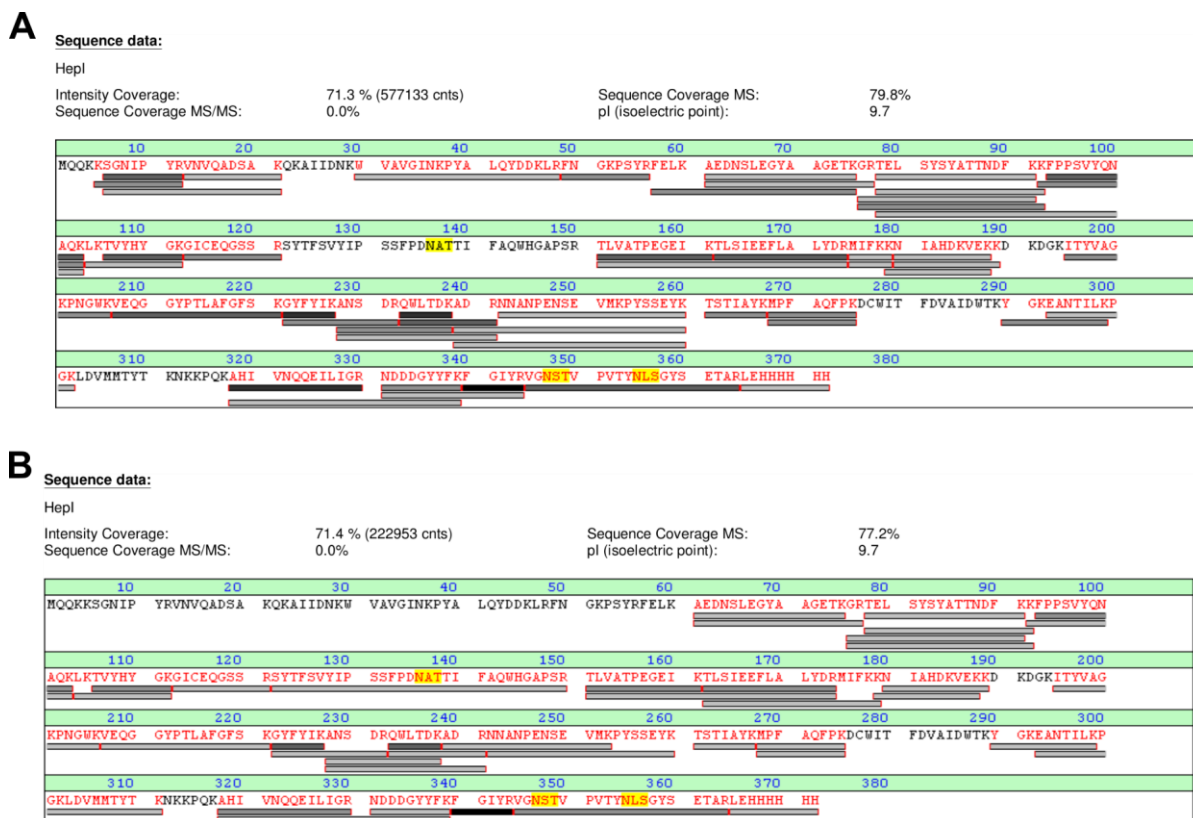 A
Sequence data:
HepI
Intensity Coverage: 71.3 % (577133 cnts) Sequence Coverage MS: 79.8%
Sequence Coverage MS/MS: 0.0% pI (isoelectric point): 9.7
10 20 30 40 50 60 70 80 90 100
MQQKKSGNIP YRVNVQADSA KQKAIIDNKW VAVGINKPYA LQYDDKLRFN GKPSYRFELK AEDNSLEGYA AGETKGRTEL SYSYATTNDF KKFPPSVYQN
110 120 130 140 150 160 170 180 190 200
AQKLKTVYHY GKGICEQGSS RSYTFSVYIP SSFPDNATTI FAQWHGAPSR TLVATPEGEI KTLSIEEFLA LYDRMIFKKN IAHDKVEKKD KDGKITYVAG
210 220 230 240 250 260 270 280 290 300
KPNGWKVEQG GYPTLAFGFS KGYFYIKANS DRQWLTDKAD RNNANPENSE VMKPYSSEYK TSTIAYKMPF AQFPKDCWIT FDVAIDWTKY GKEANTILKP
310 320 330 340 350 360 370 380
GKLDVMMTYT KNKKPQKAHI VNQQEILIGR NDDDGYYFKF GIYRVGNSTV PVTYNLSGYS ETARLEHHHH HH
B
Sequence data:
HepI
Intensity Coverage: 71.4 % (222953 cnts) Sequence Coverage MS: 77.2%
Sequence Coverage MS/MS: 0.0% pI (isoelectric point): 9.7
10 20 30 40 50 60 70 80 90 100
MQQKKSGNIP YRVNVQADSA KQKAIIDNKW VAVGINKPYA LQYDDKLRFN GKPSYRFELK AEDNSLEGYA AGETKGRTEL SYSYATTNDF KKFPPSVYQN
110 120 130 140 150 160 170 180 190 200
AQKLKTVYHY GKGICEQGSS RSYTFSVYIP SSFPDNATTI FAQWHGAPSR TLVATPEGEI KTLSIEEFLA LYDRMIFKKN IAHDKVEKKD KDGKITYVAG
210 220 230 240 250 260 270 280 290 300
KPNGWKVEQG GYPTLAFGFS KGYFYIKANS DRQWLTDKAD RNNANPENSE VMKPYSSEYK TSTIAYKMPF AQFPKDCWIT FDVAIDWTKY GKEANTILKP
310 320 330 340 350 360 370 380
GKLDVMMTYT KNKKPQKAHI VNQQEILIGR NDDDGYYFKF GIYRVGNSTV PVTYNLSGYS ETARLEHHHH HH